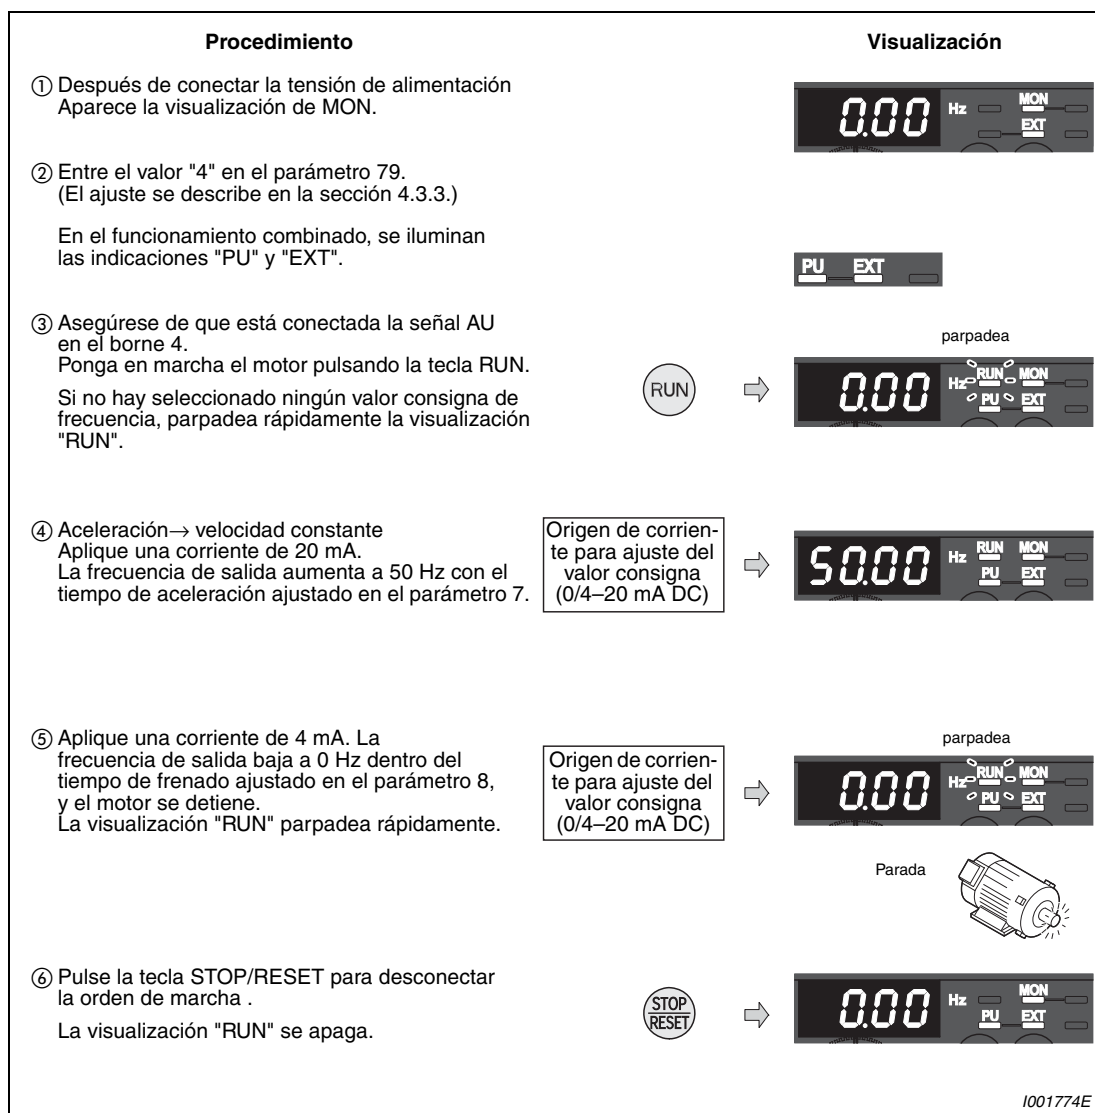 Procedimiento
Visualización
① Después de conectar la tensión de alimentación
Aparece la visualización de MON.
0.00 Hz MON
EXT
② Entre el valor "4" en el parámetro 79.
(El ajuste se describe en la sección 4.3.3.)
En el funcionamiento combinado, se iluminan
las indicaciones "PU" y "EXT".
PU EXT
③ Asegúrese de que está conectada la señal AU
en el borne 4.
Ponga en marcha el motor pulsando la tecla RUN.
Si no hay seleccionado ningún valor consigna de
frecuencia, parpadea rápidamente la visualización
"RUN".
RUN
parpadea
0.00 Hz RUN MON
PU EXT
④ Aceleración→ velocidad constante
Aplique una corriente de 20 mA.
La frecuencia de salida aumenta a 50 Hz con el
tiempo de aceleración ajustado en el parámetro 7.
Origen de corrien-
te para ajuste del
valor consigna
(0/4–20 mA DC)
50.00 Hz RUN MON
PU EXT
⑤ Aplique una corriente de 4 mA. La
frecuencia de salida baja a 0 Hz dentro del
tiempo de frenado ajustado en el parámetro 8,
y el motor se detiene.
La visualización "RUN" parpadea rápidamente.
Origen de corrien-
te para ajuste del
valor consigna
(0/4–20 mA DC)
parpadea
0.00 Hz RUN MON
PU EXT
Parada
⑥ Pulse la tecla STOP/RESET para desconectar
la orden de marcha .
La visualización "RUN" se apaga.
STOP
RESET
0.00 Hz MON
PU EXT
I001774E